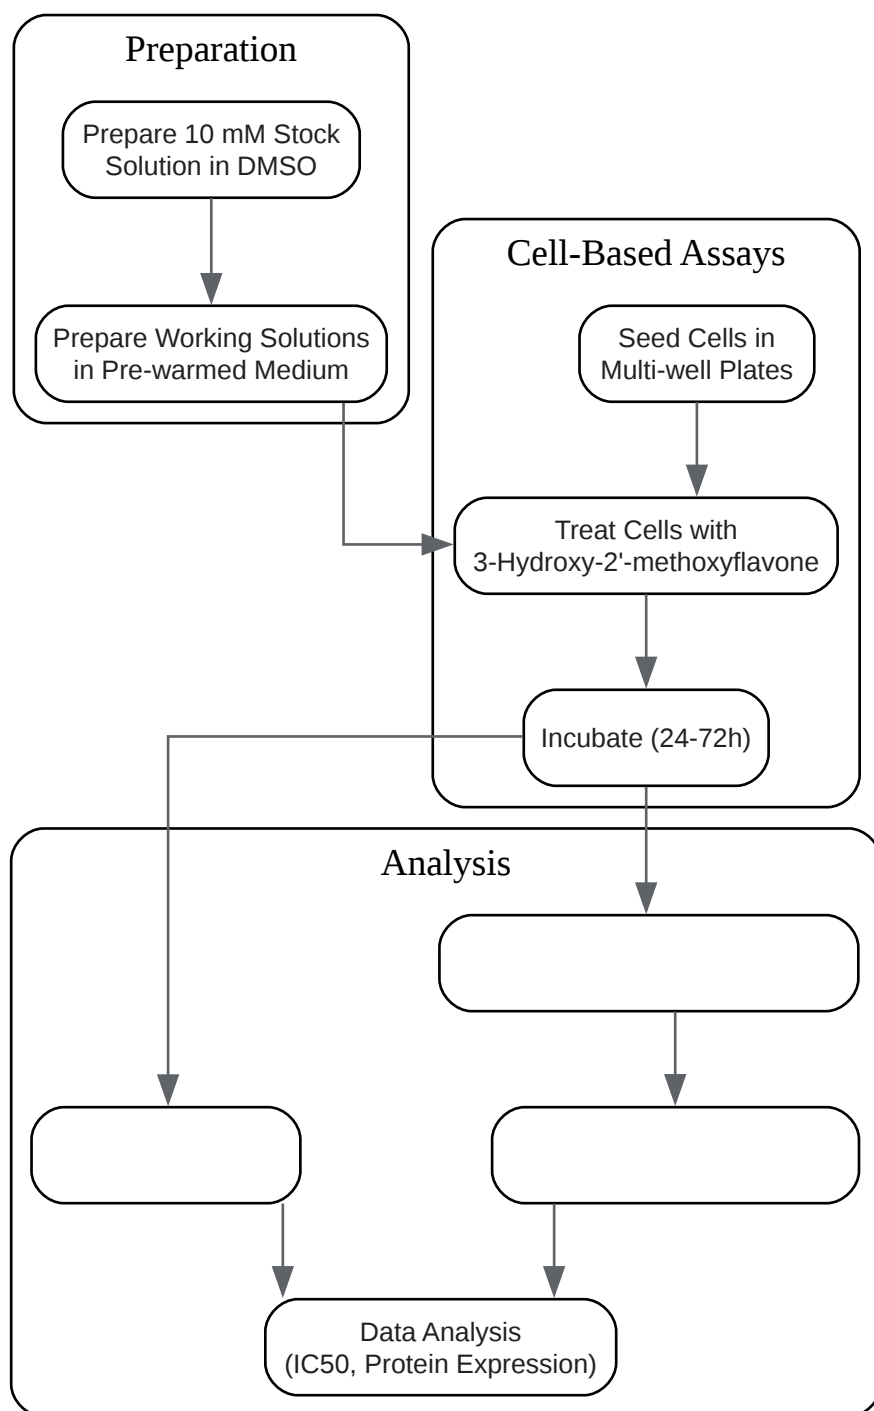 Preparation
Prepare 10 mM Stock
Solution in DMSO
Prepare Working Solutions
in Pre-warmed Medium
Cell-Based Assays
Seed Cells in
Multi-well Plates
Treat Cells with
3-Hydroxy-2'-methoxyflavone
Incubate (24-72h)
Analysis
Data Analysis
(IC50, Protein Expression)